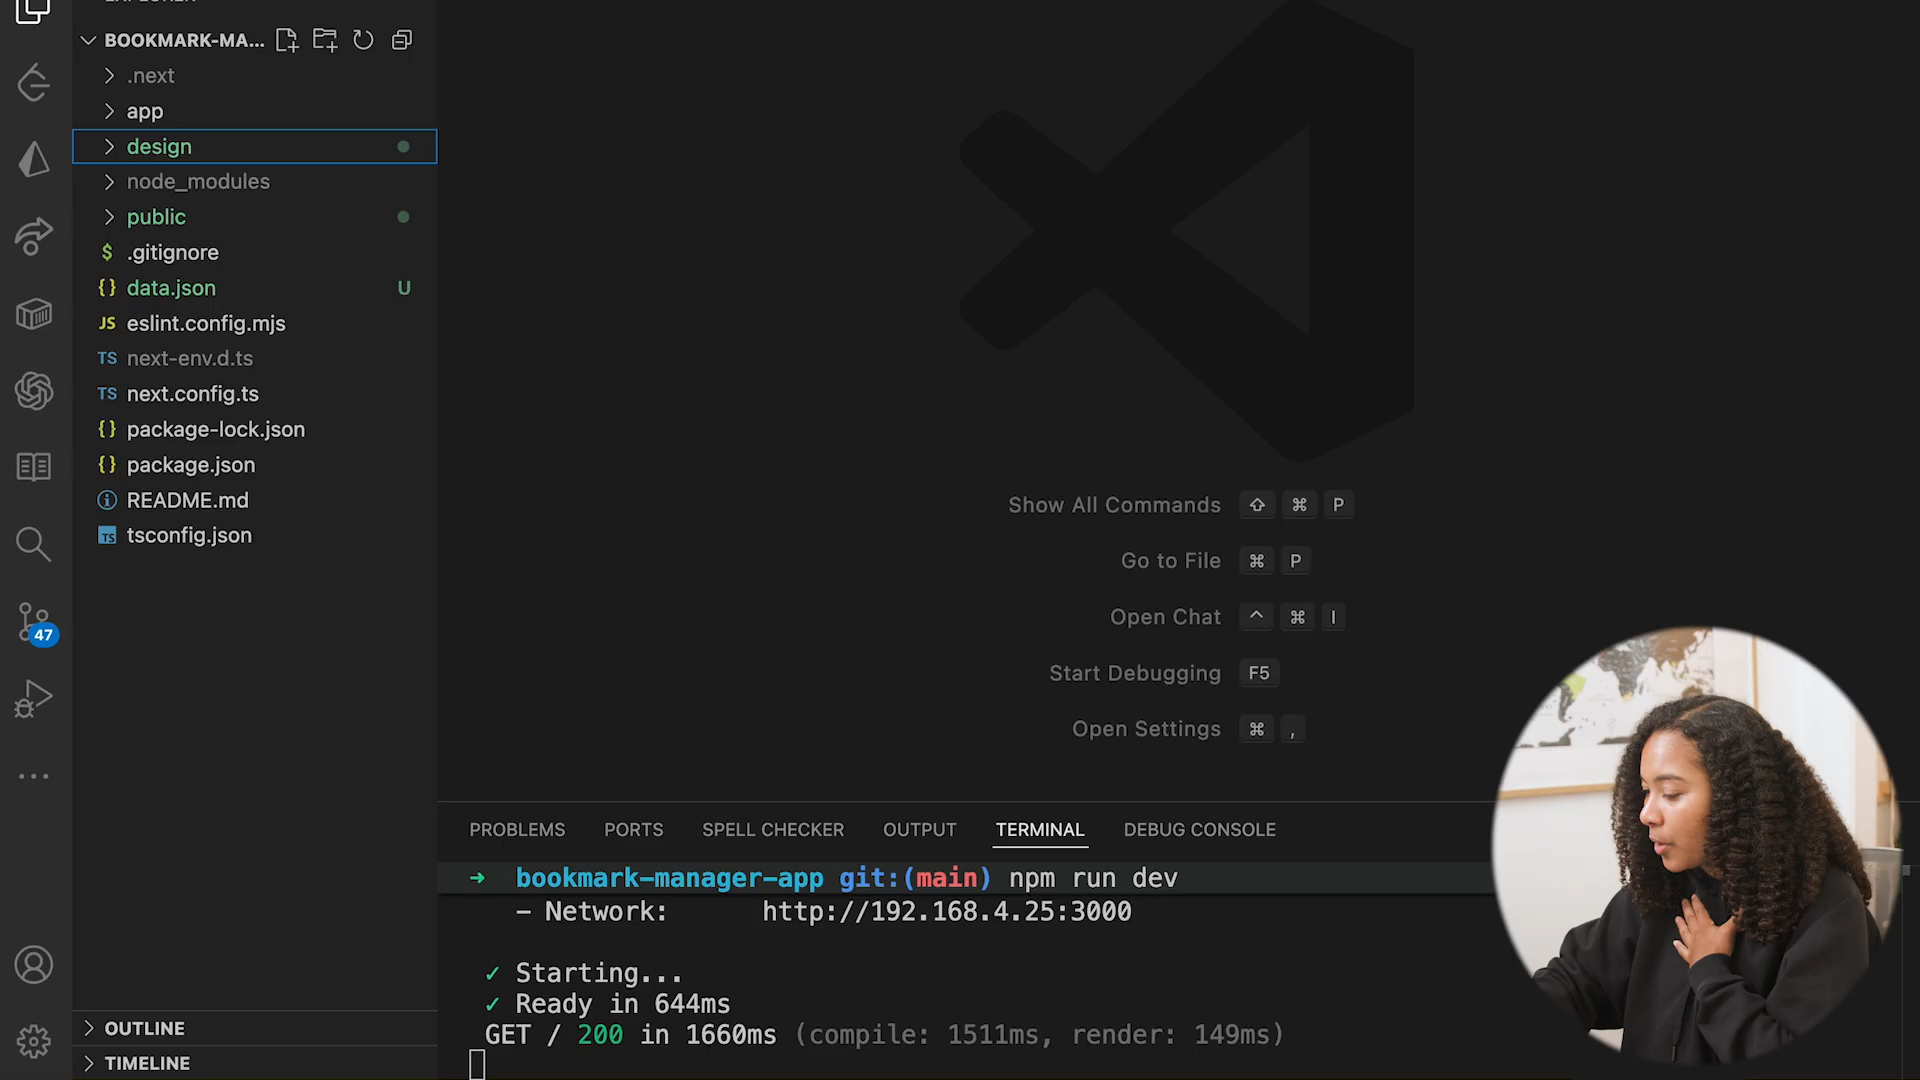 BOOKMARK-MA...
.next
app
design
node_modules
public
$ .gitignore
{} data.json U
JS eslint.config.mjs
TS next-env.d.ts
TS next.config.ts
{} package-lock.json
{} package.json
README.md
TS tsconfig.json
47
OUTLINE
TIMELINE
Show All Commands ⇧ ⌘ P
Go to File ⌘ P
Open Chat ^ ⌘ I
Start Debugging F5
Open Settings ⌘ ,
PROBLEMS PORTS SPELL CHECKER OUTPUT TERMINAL DEBUG CONSOLE
➜ bookmark-manager-app git:(main) npm run dev
- Network: http://192.168.4.25:3000
✓ Starting...
✓ Ready in 644ms
GET / 200 in 1660ms (compile: 1511ms, render: 149ms)